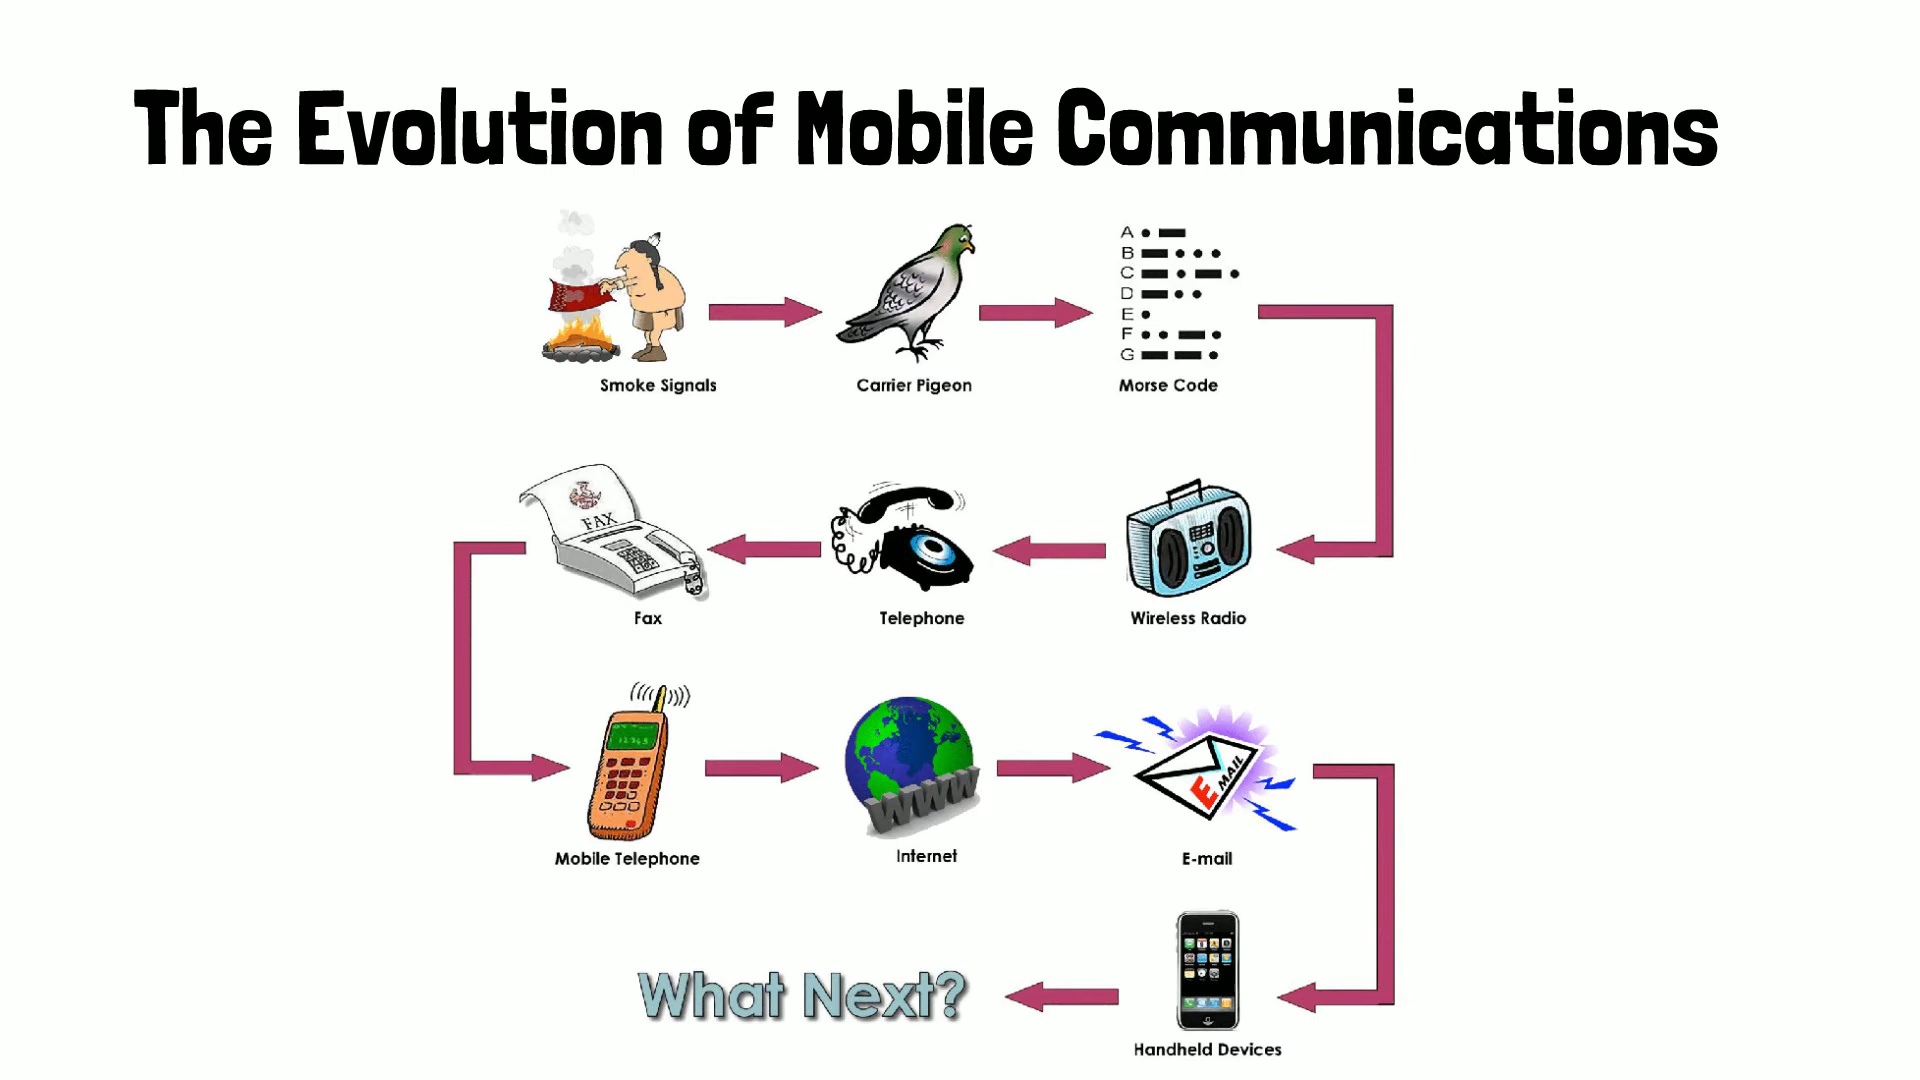 The Evolution of Mobile Communications
A
B
C
D
E
F
G
Smoke Signals
Carrier Pigeon
Morse Code
FAX
Fax
Telephone
Wireless Radio
12365
Mobile Telephone
WWW
Internet
E MAIL
E-mail
What Next?
Handheld Devices